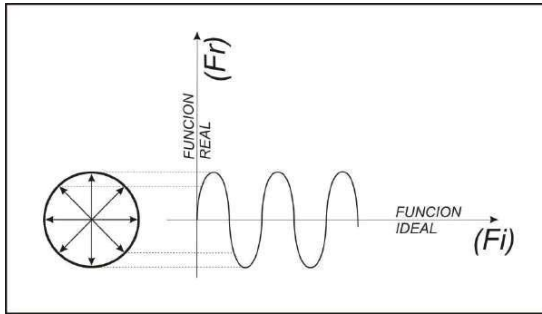 (Fr)
FUNCION
REAL
FUNCION
IDEAL
(Fi)